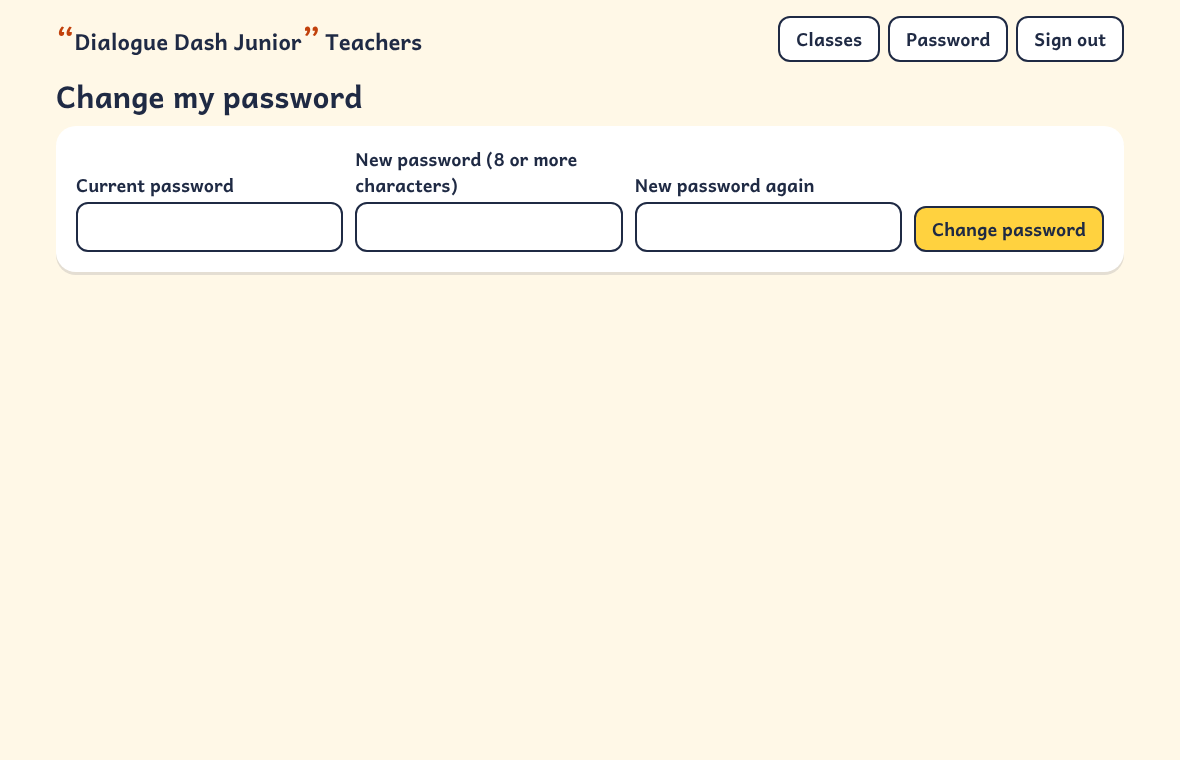 “Dialogue Dash Junior” Teachers
Classes
Password
Sign out
Change my password
Current password
New password (8 or more
characters)
New password again
Change password